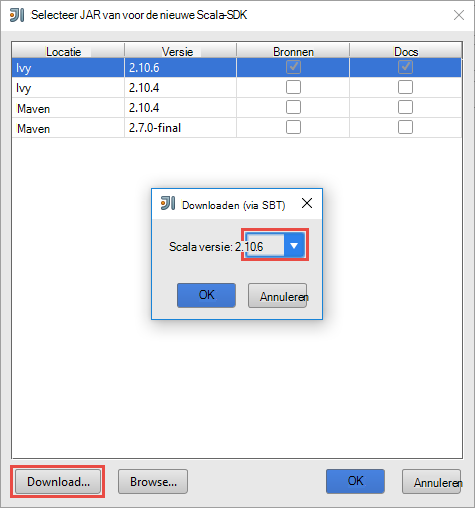 Selecteer JAR van voor de nieuwe Scala-SDK
Locatie Versie Bronnen Docs
Ivy 2.10.6
Ivy 2.10.4
Maven 2.10.4
Maven 2.7.0-final
Downloaden (via SBT)
Scala versie: 2.10.6
OK Annuleren
Download... Browse... OK Annuleren